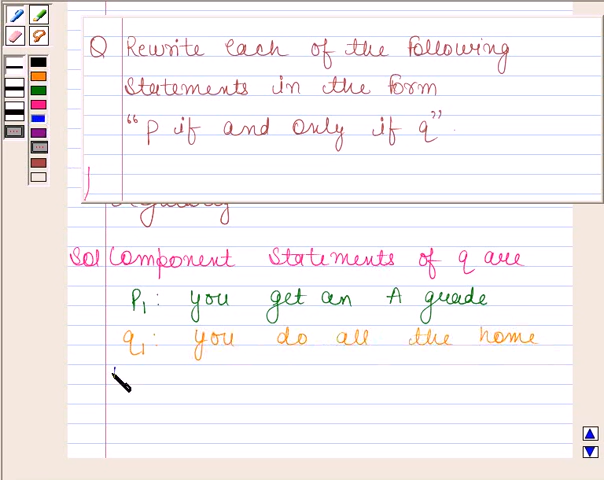 Q Rewrite each of the following
Statements in the form
"p if and only if q".
regularly
Sol Component Statements of q are
p₁: you get an A grade
q₁: you do all the home